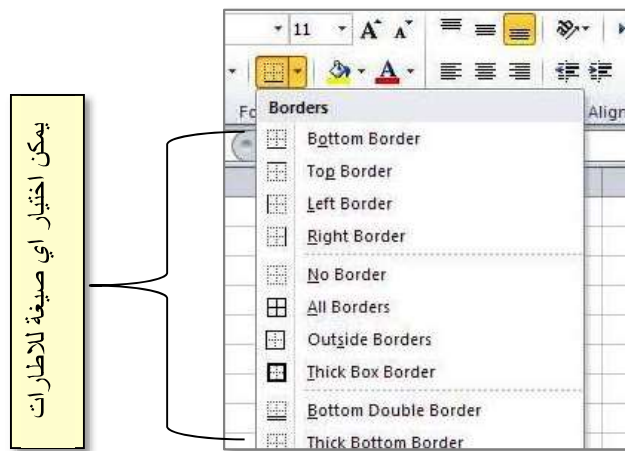 يمكن اختيار اي صيغة للاطارات
11 A A
A
Fo
Align
Borders
Bottom Border
Top Border
Left Border
Right Border
No Border
All Borders
Outside Borders
Thick Box Border
Bottom Double Border
Thick Bottom Border